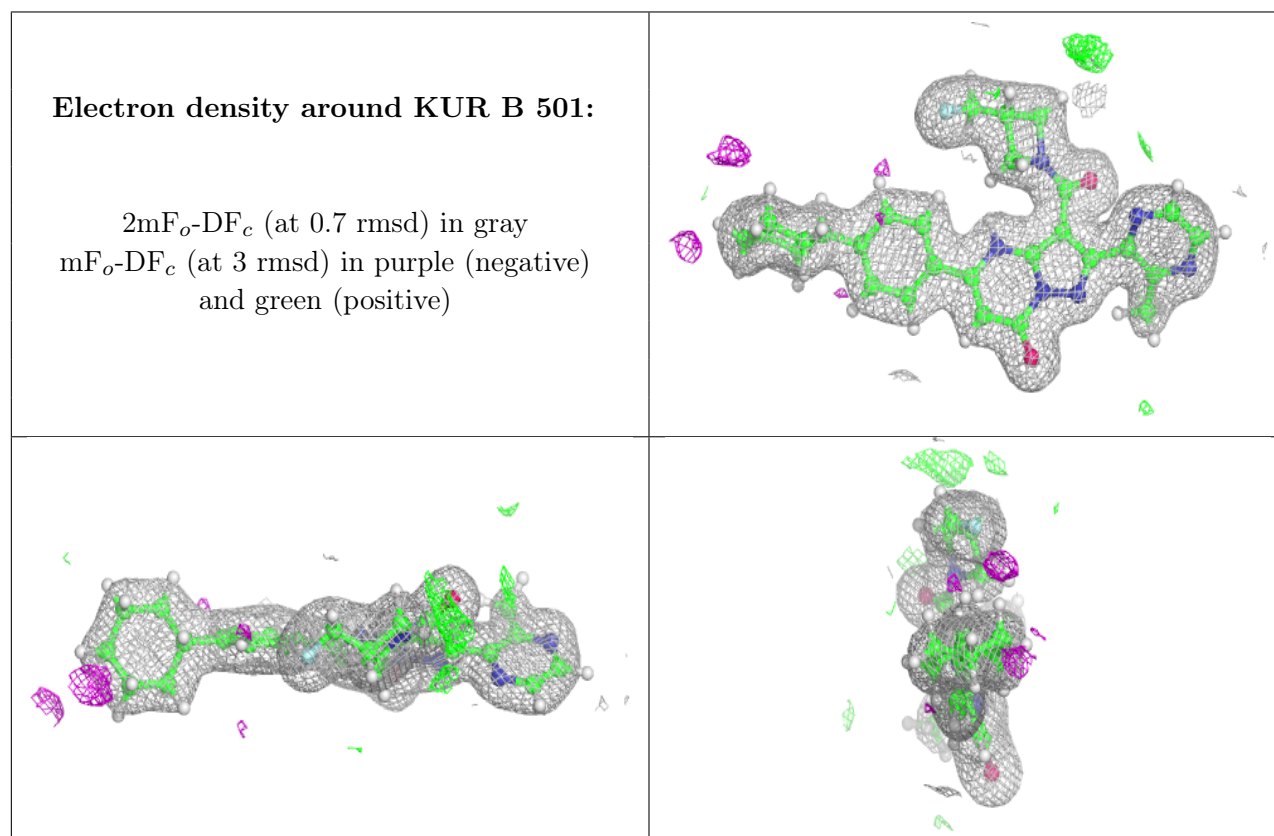 Electron density around KUR B 501:
2mFo-DFc (at 0.7 rmsd) in gray
mFo-DFc (at 3 rmsd) in purple (negative)
and green (positive)